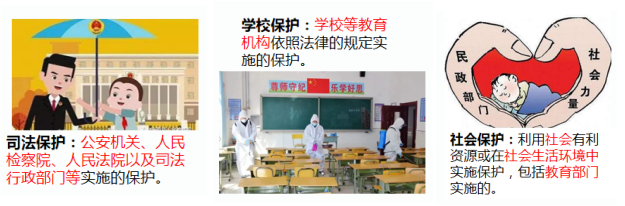 司法保护：公安机关、人民
检察院、人民法院以及司法
行政部门等实施的保护。
学校保护：学校等教育
机构依照法律的规定实
施的保护。
尊师守纪 乐学好思
民政部门
社会力量
社会保护：利用社会有利
资源或在社会生活环境中
实施保护，包括教育部门
实施的。